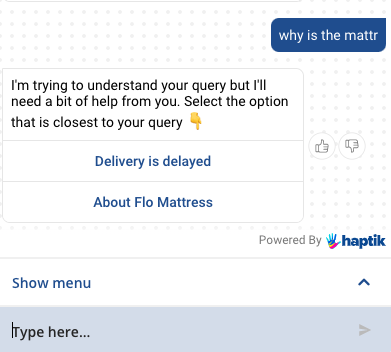 why is the mattr
I'm trying to understand your query but I'll
need a bit of help from you. Select the option
that is closest to your query 👇
Delivery is delayed
About Flo Mattress
Powered By haptik
Show menu
Type here...